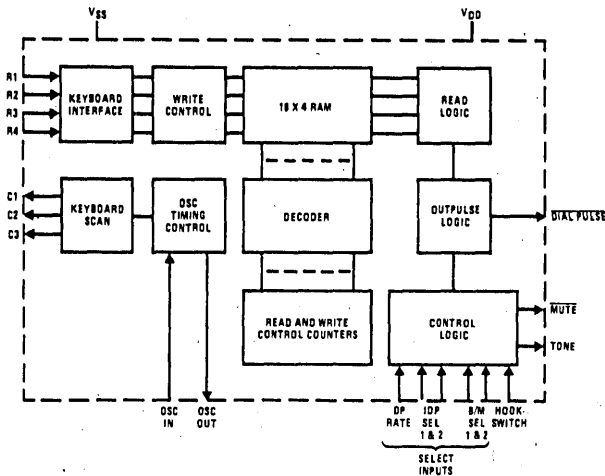 VSS
VDD
R1
R2
R3
R4
KEYBOARD
INTERFACE
WRITE
CONTROL
18 X 4 RAM
READ
LOGIC
C1
C2
C3
KEYBOARD
SCAN
OSC
TIMING
CONTROL
DECODER
OUTPULSE
LOGIC
DIAL PULSE
READ AND WRITE
CONTROL COUNTERS
CONTROL
LOGIC
MUTE
TONE
OSC
IN
OSC
OUT
DP
RATE
IDP
SEL
1 & 2
B/M
SEL
1 & 2
HOOK-
SWITCH
SELECT
INPUTS